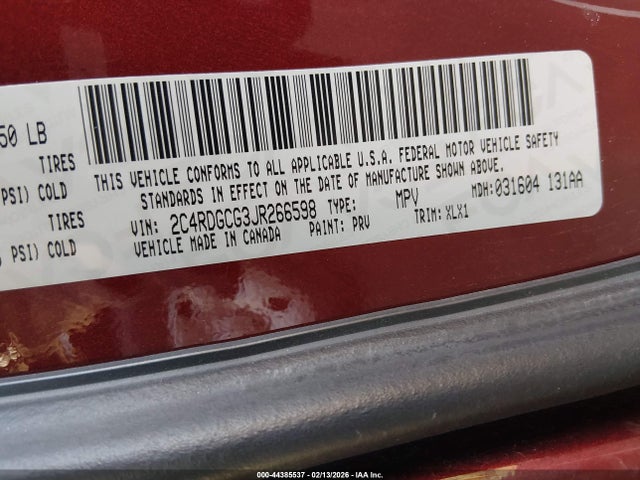 50 LB
TIRES
PSI) COLD
TIRES
PSI) COLD
THIS VEHICLE CONFORMS TO ALL APPLICABLE U.S.A. FEDERAL MOTOR VEHICLE SAFETY
STANDARDS IN EFFECT ON THE DATE OF MANUFACTURE SHOWN ABOVE.
VIN: 2C4RDGCG3JR266598 TYPE: MPV MDH:031604 131AA
VEHICLE MADE IN CANADA PAINT: PRV TRIM: XLX1
000-44385537 - 02/13/2026 - IAA Inc.